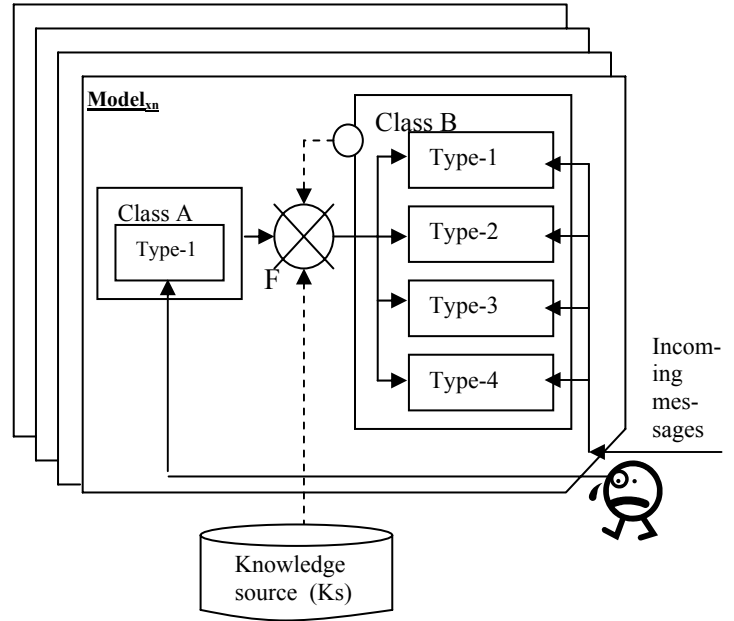 Model_xn
Class B
Type-1
Class A
Type-1
Type-2
F
Type-3
Type-4
Incom-
ing
mes-
sages
Knowledge
source (Ks)